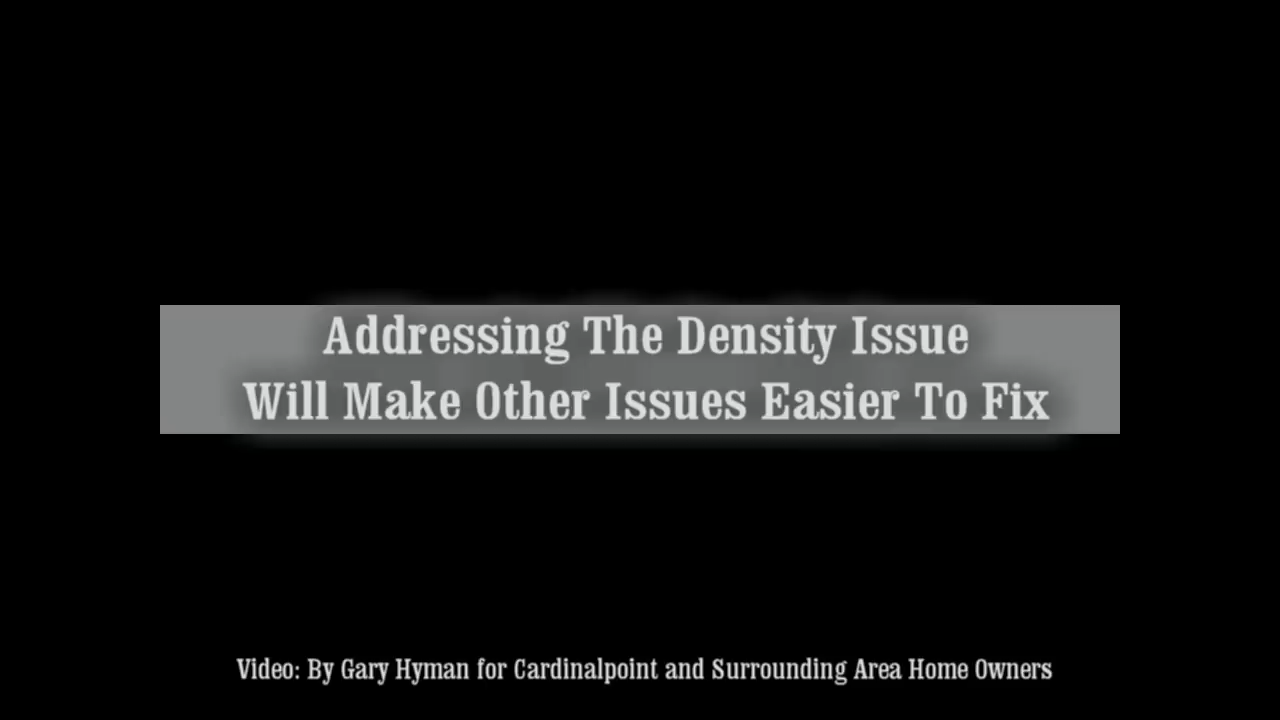 Addressing The Density Issue
Will Make Other Issues Easier To Fix
Video: By Gary Hyman for Cardinalpoint and Surrounding Area Home Owners